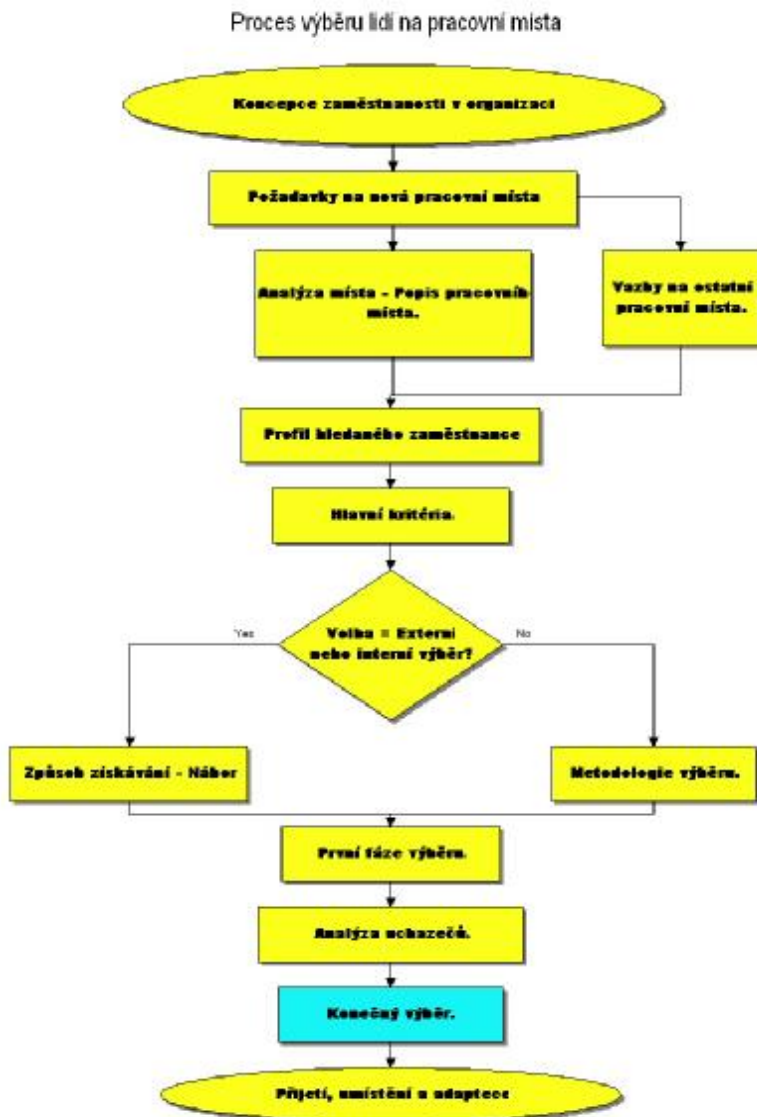 Proces výběru lidí na pracovní místa
Koncepce zaměstnanosti v organizaci
Požadavky na nová pracovní místa
Analýza místa - Popis pracovního
místa.
Vazby na ostatní
pracovní místa.
Profil hledaného zaměstnance
Hlavní kritéria.
Yes
Volba = Externí
neho interní výběr?
No
Způsob získávání - Nábor
Metodologie výběru.
První fáze výběru.
Analýza uchazečů.
Konečný výběr.
Přijetí, umístění a adaptece